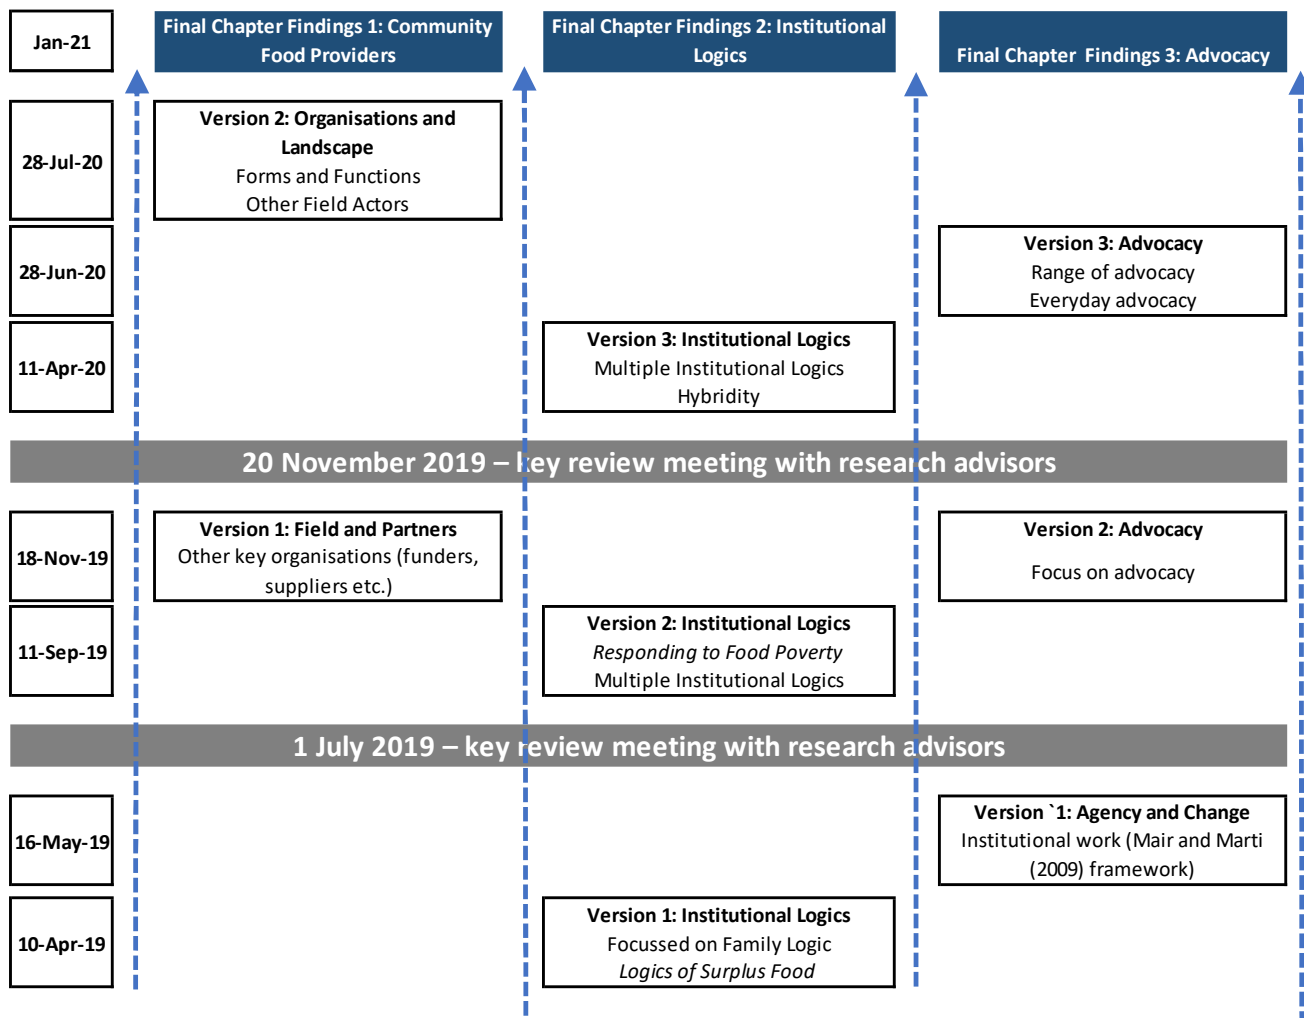 Jan-21
Final Chapter Findings 1: Community
Food Providers
Final Chapter Findings 2: Institutional
Logics
Final Chapter  Findings 3: Advocacy
28-Jul-20
Version 2: Organisations and
Landscape
Forms and Functions
Other Field Actors
28-Jun-20
Version 3: Advocacy
Range of advocacy
Everyday advocacy
11-Apr-20
Version 3: Institutional Logics
Multiple Institutional Logics
Hybridity
20 November 2019 – key review meeting with research advisors
18-Nov-19
Version 1: Field and Partners
Other key organisations (funders,
suppliers etc.)
Version 2: Advocacy
Focus on advocacy
11-Sep-19
Version 2: Institutional Logics
Responding to Food Poverty
Multiple Institutional Logics
1 July 2019 – key review meeting with research advisors
16-May-19
Version `1: Agency and Change
Institutional work (Mair and Marti
(2009) framework)
10-Apr-19
Version 1: Institutional Logics
Focussed on Family Logic
Logics of Surplus Food